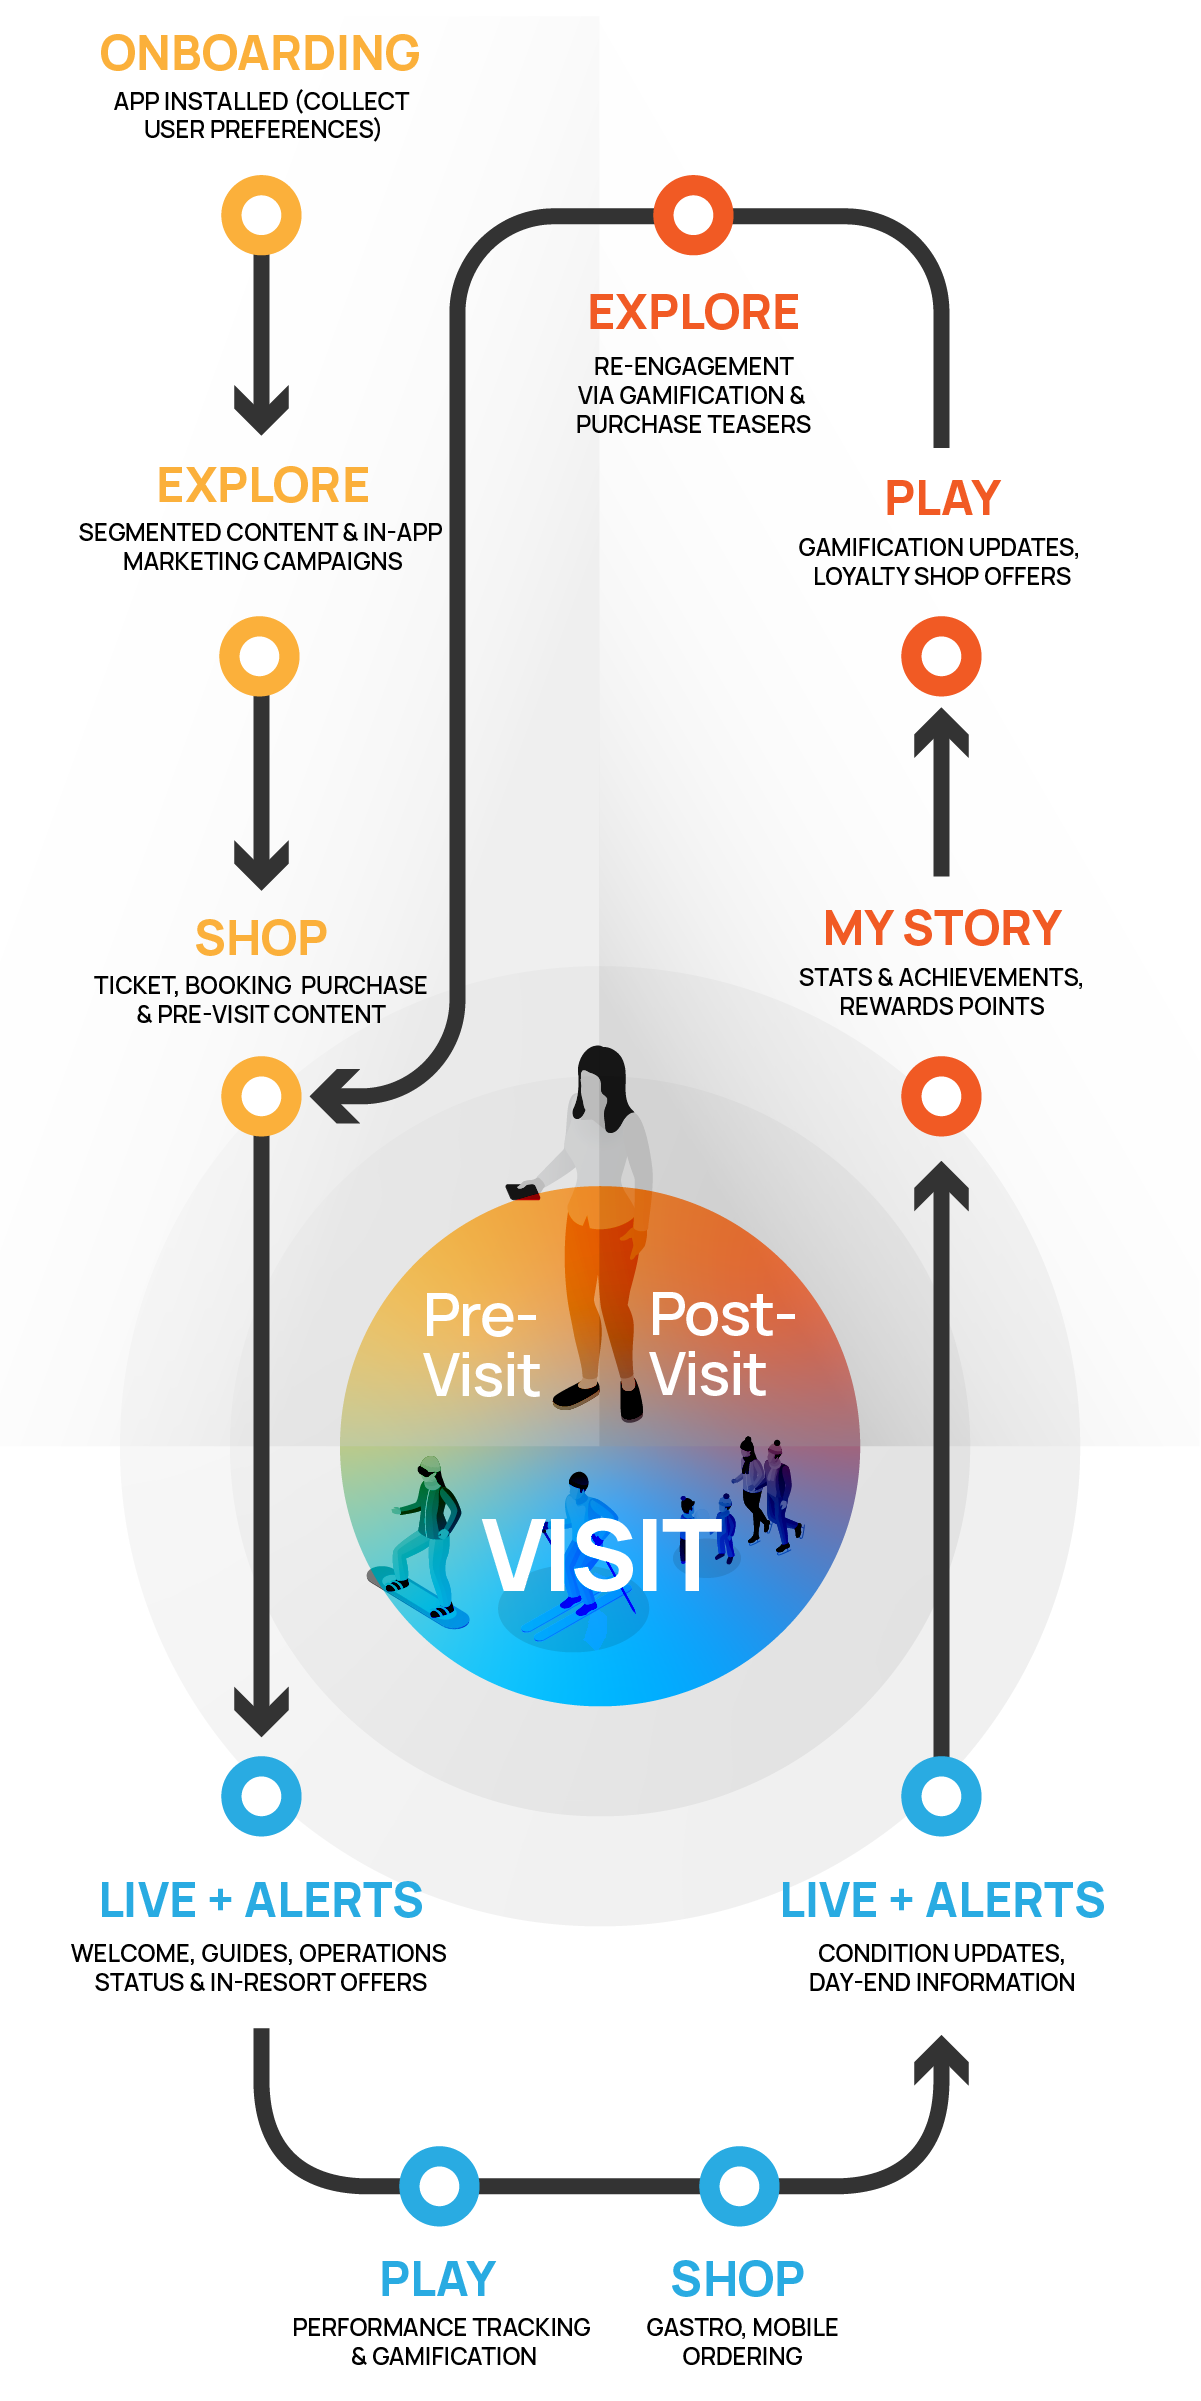 ONBOARDING
APP INSTALLED (COLLECT
USER PREFERENCES)
EXPLORE
RE-ENGAGEMENT
VIA GAMIFICATION &
PURCHASE TEASERS
EXPLORE
SEGMENTED CONTENT & IN-APP
MARKETING CAMPAIGNS
PLAY
GAMIFICATION UPDATES,
LOYALTY SHOP OFFERS
SHOP
TICKET, BOOKING PURCHASE
& PRE-VISIT CONTENT
MY STORY
STATS & ACHIEVEMENTS,
REWARDS POINTS
Pre-
Visit
Post-
Visit
VISIT
LIVE + ALERTS
WELCOME, GUIDES, OPERATIONS
STATUS & IN-RESORT OFFERS
LIVE + ALERTS
CONDITION UPDATES,
DAY-END INFORMATION
PLAY
PERFORMANCE TRACKING
& GAMIFICATION
SHOP
GASTRO, MOBILE
ORDERING